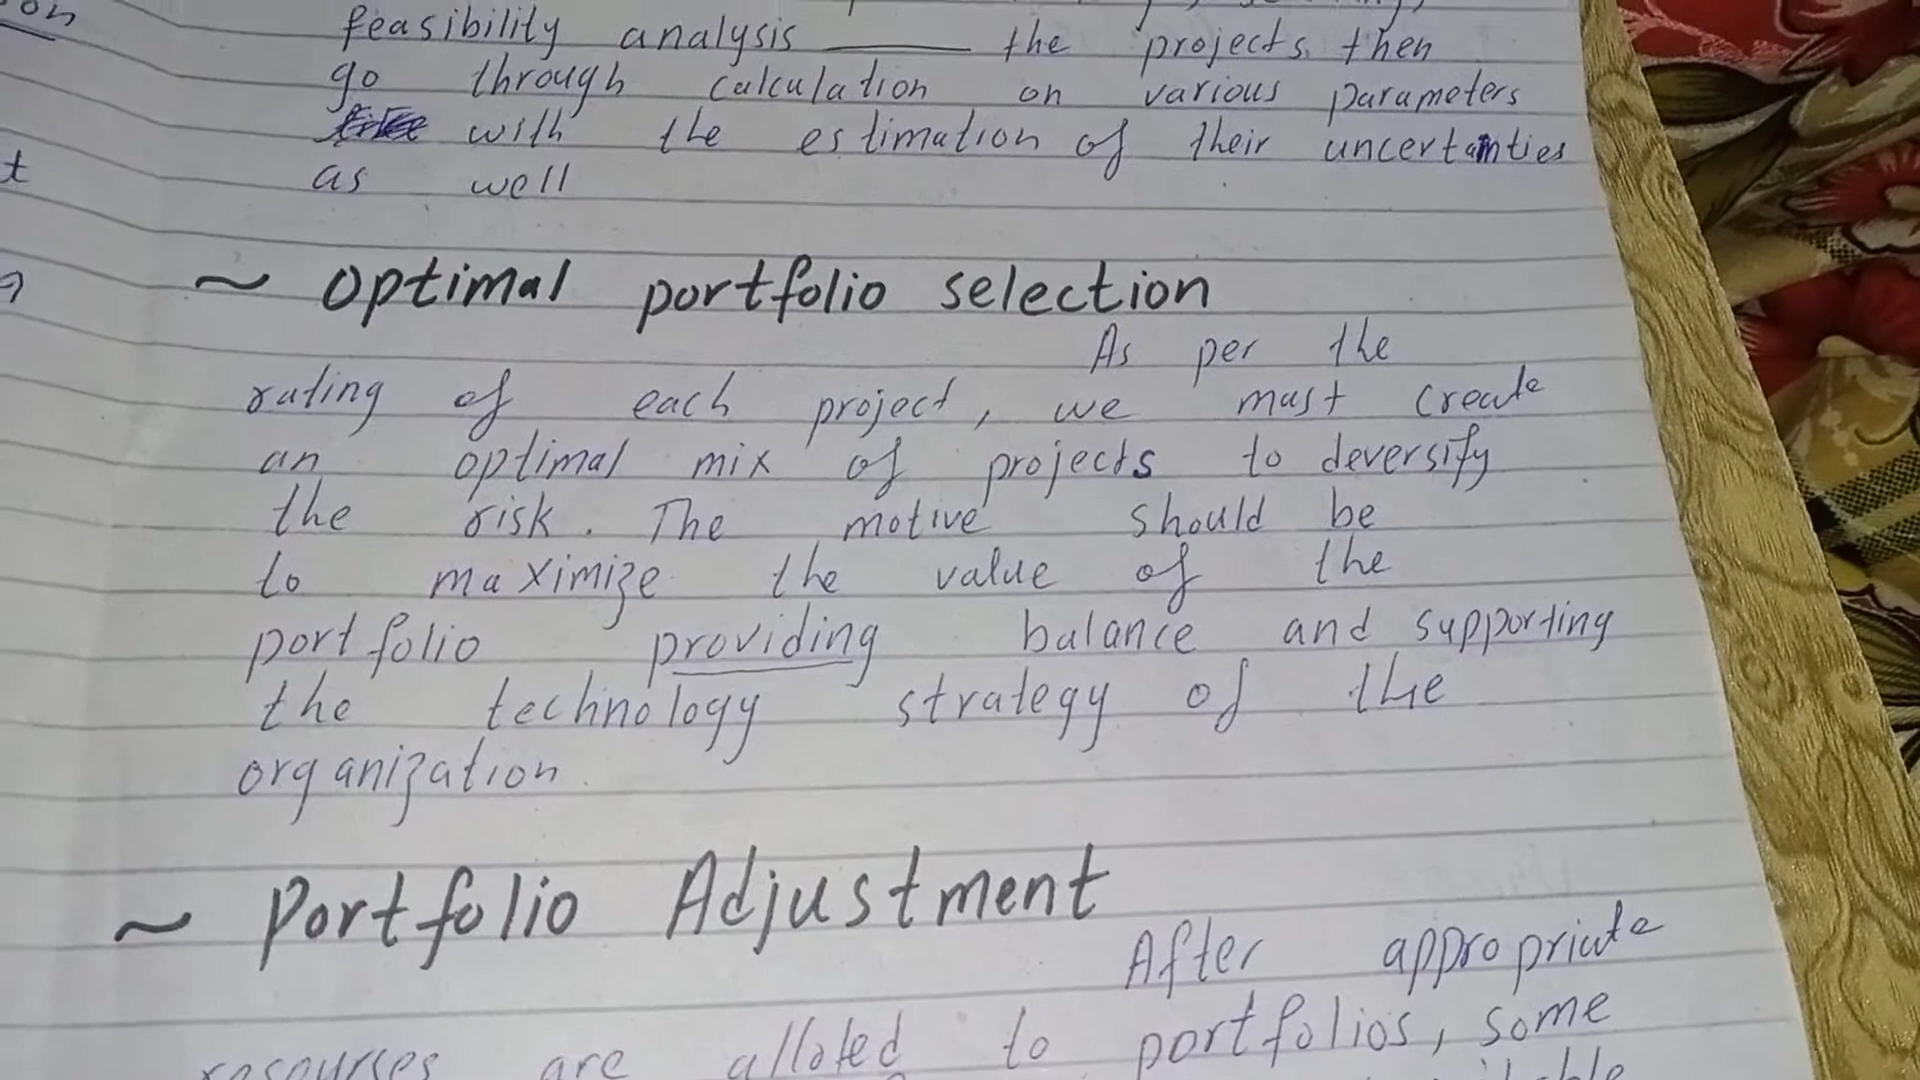 on
feasibility analysis ______ the projects then
go through calculation on various parameters
with the estimation of their uncertainties
t
as well
~ Optimal portfolio selection
As per the
rating of each project, we must create
an optimal mix of projects to deversify
the risk. The motive should be
to maximize the value of the
portfolio providing balance and supporting
the technology strategy of the
organization.
~ Portfolio Adjustment
After appropriate
resources are alloted to portfolios, some